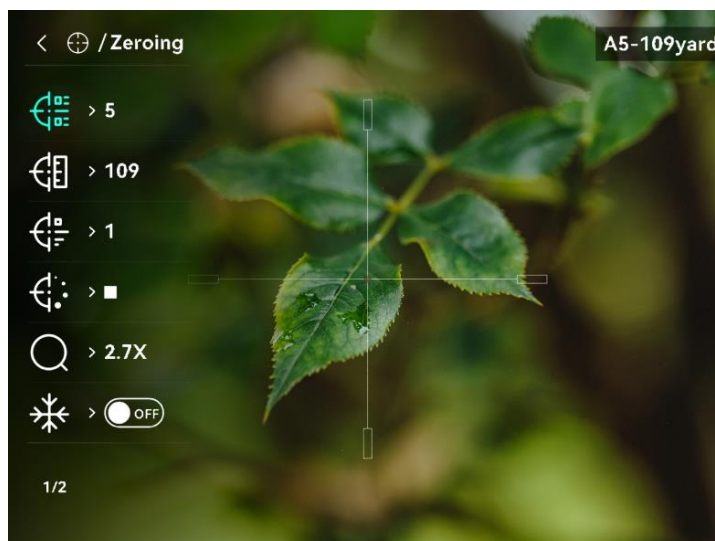 /Zeroing
A5-109yard
> 5
> 109
> 1
>
> 2.7X
> OFF
1/2